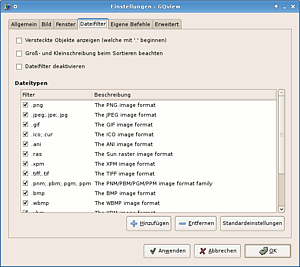 Einstellungen - GQview
Allgemein Bild Fenster Dateifilter Eigene Befehle Erweitert
Versteckte Objekte anzeigen (welche mit '.' beginnen)
Groß- und Kleinschreibung beim Sortieren beachten
Dateifilter deaktivieren
Dateitypen
Filter Beschreibung
.png The PNG image format
.jpeg;.jpe;.jpg The JPEG image format
.gif The GIF image format
.ico;.cur The ICO image format
.ani The ANI image format
.ras The Sun raster image format
.xpm The XPM image format
.tiff;.tif The TIFF image format
.pnm;.pbm;.pgm;.ppm The PNM/PBM/PGM/PPM image format family
.bmp The BMP image format
.wbmp The WBMP image format
.xbm The XBM image format
Hinzufügen Entfernen Standardeinstellungen
Anwenden Abbrechen OK